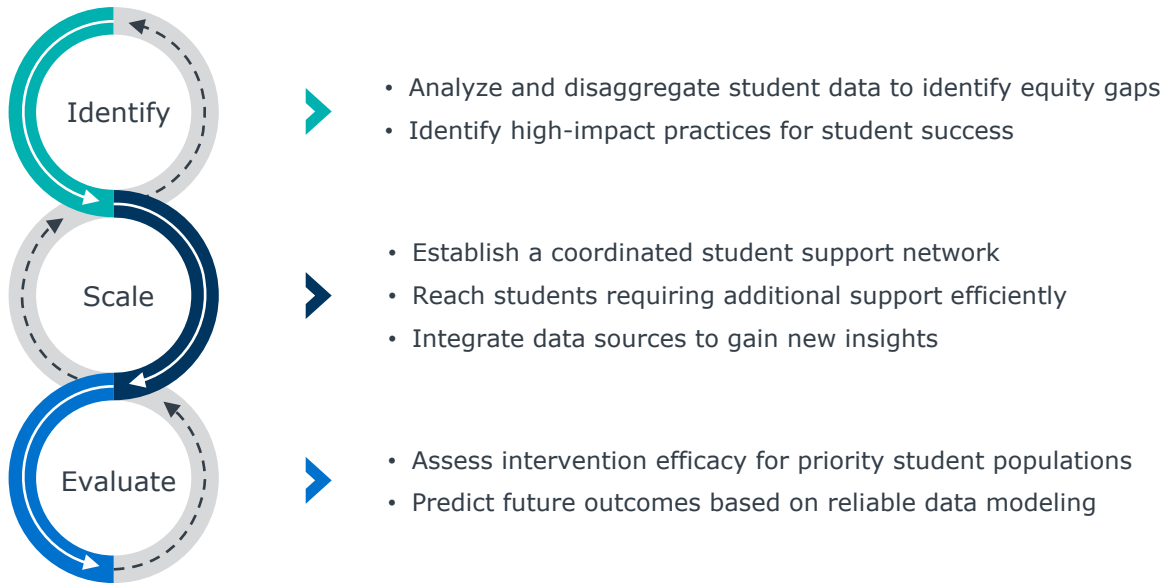 Identify
• Analyze and disaggregate student data to identify equity gaps
• Identify high-impact practices for student success
Scale
• Establish a coordinated student support network
• Reach students requiring additional support efficiently
• Integrate data sources to gain new insights
Evaluate
• Assess intervention efficacy for priority student populations
• Predict future outcomes based on reliable data modeling